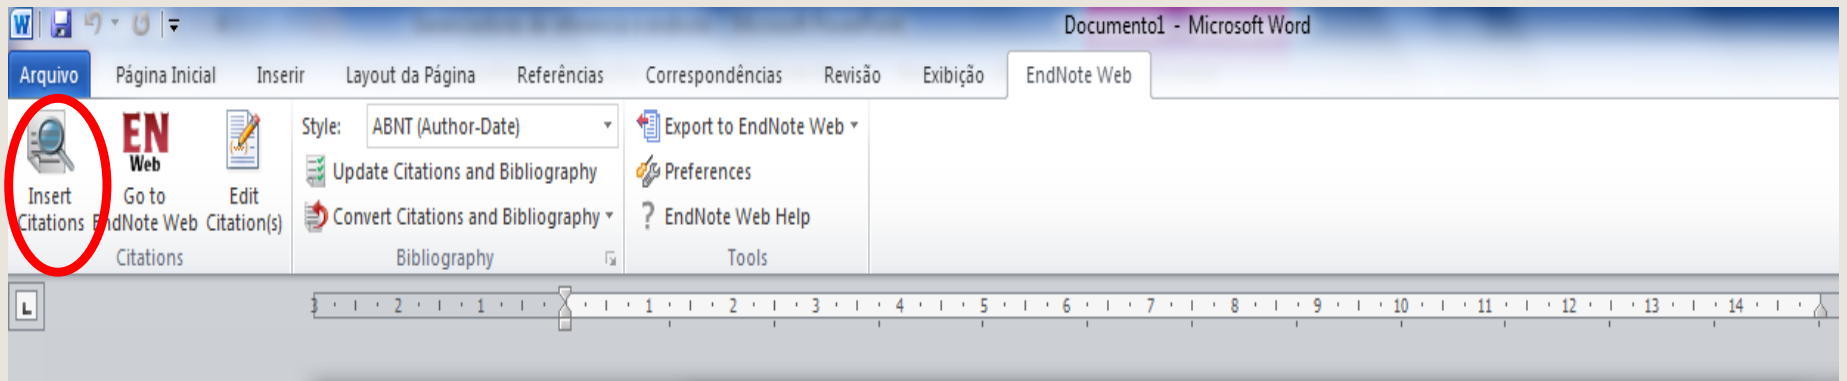 Documento1 - Microsoft Word
Arquivo Página Inicial Inserir Layout da Página Referências Correspondências Revisão Exibição EndNote Web
Insert Citations
EN Web
Go to EndNote Web
Edit Citation(s)
Citations
Style: ABNT (Author-Date)
Update Citations and Bibliography
Convert Citations and Bibliography
Bibliography
Export to EndNote Web
Preferences
? EndNote Web Help
Tools
L
3 2 1 1 2 3 4 5 6 7 8 9 10 11 12 13 14